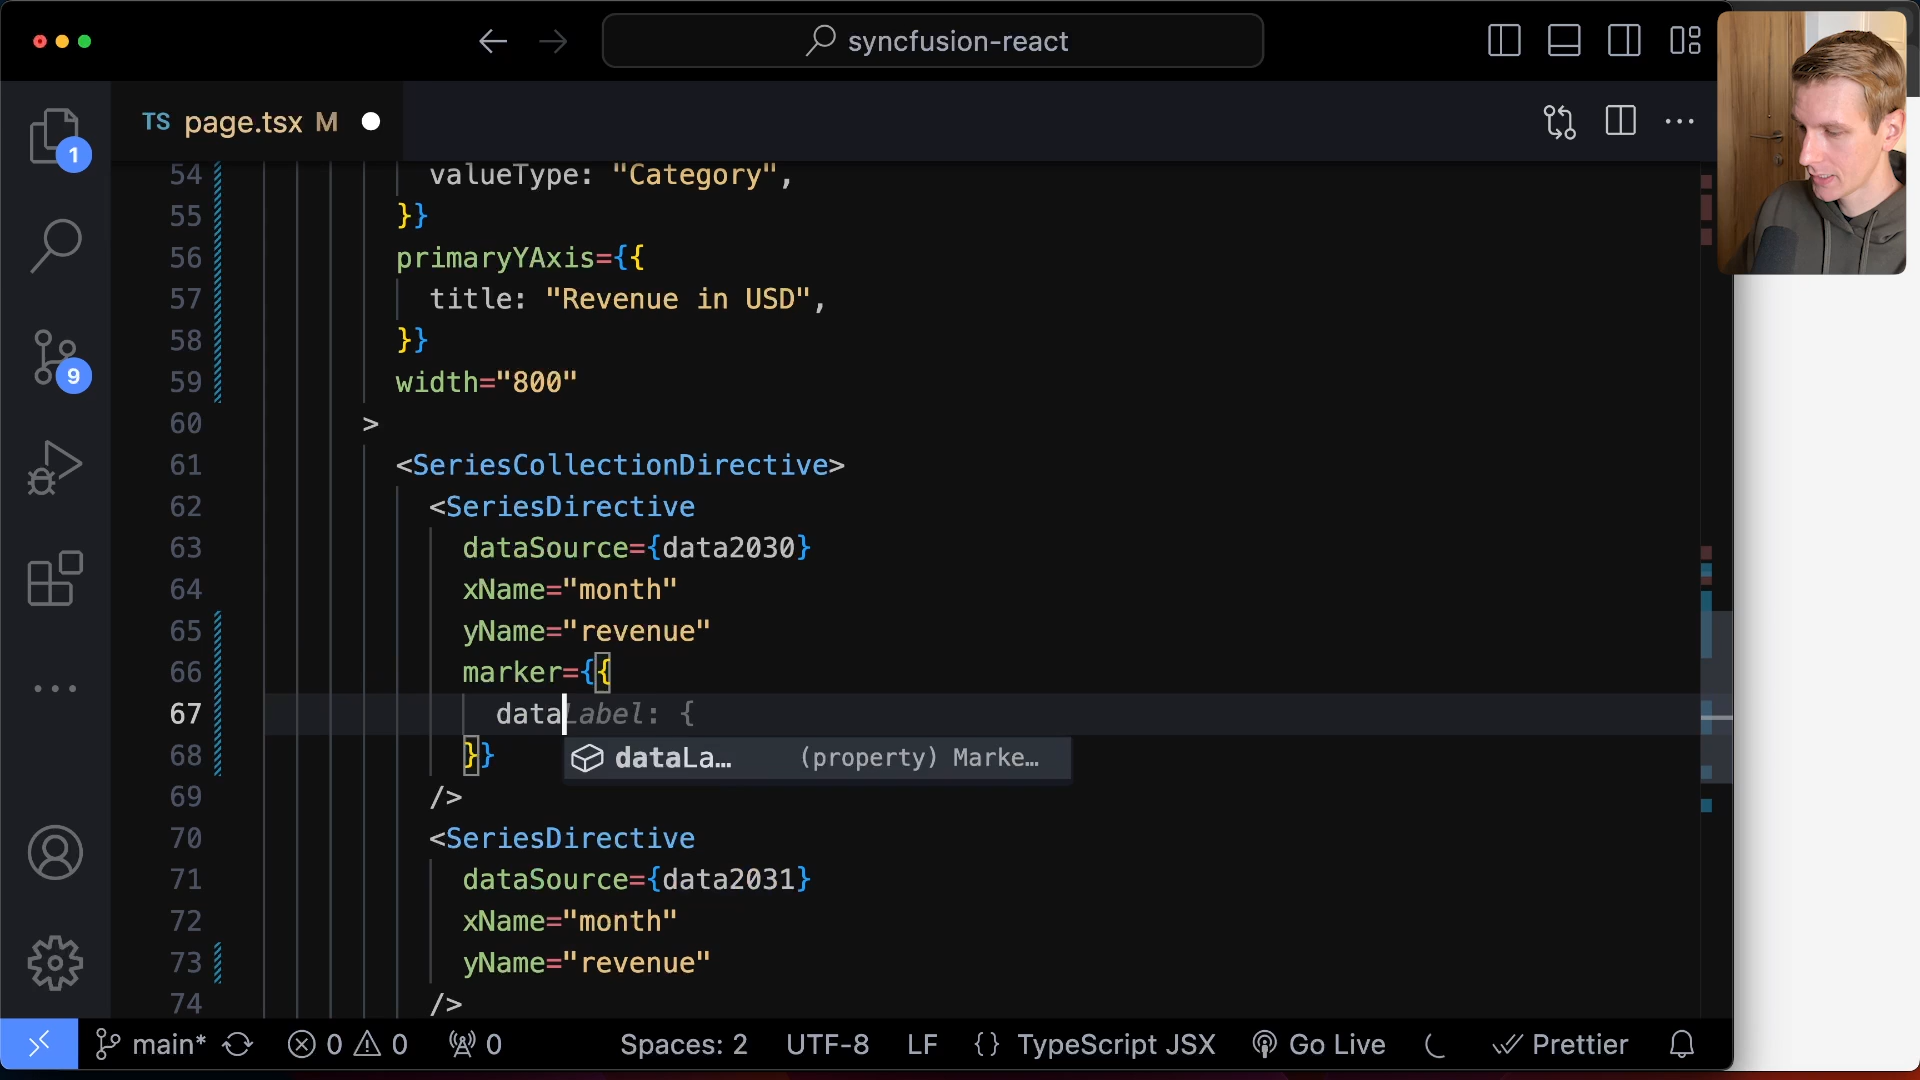 syncfusion-react
TS page.tsx M
1
9
54 valueType: "Category",
55 }}
56 primaryYAxis={{
57 title: "Revenue in USD",
58 }}
59 width="800"
60 >
61 <SeriesCollectionDirective>
62 <SeriesDirective
63 dataSource={data2030}
64 xName="month"
65 yName="revenue"
66 marker={{
67 dataLabel: {
68 }}
dataLa… (property) Marke…
69 />
70 <SeriesDirective
71 dataSource={data2031}
72 xName="month"
73 yName="revenue"
74 />
main* 0 0 0 Spaces: 2 UTF-8 LF {} TypeScript JSX Go Live Prettier